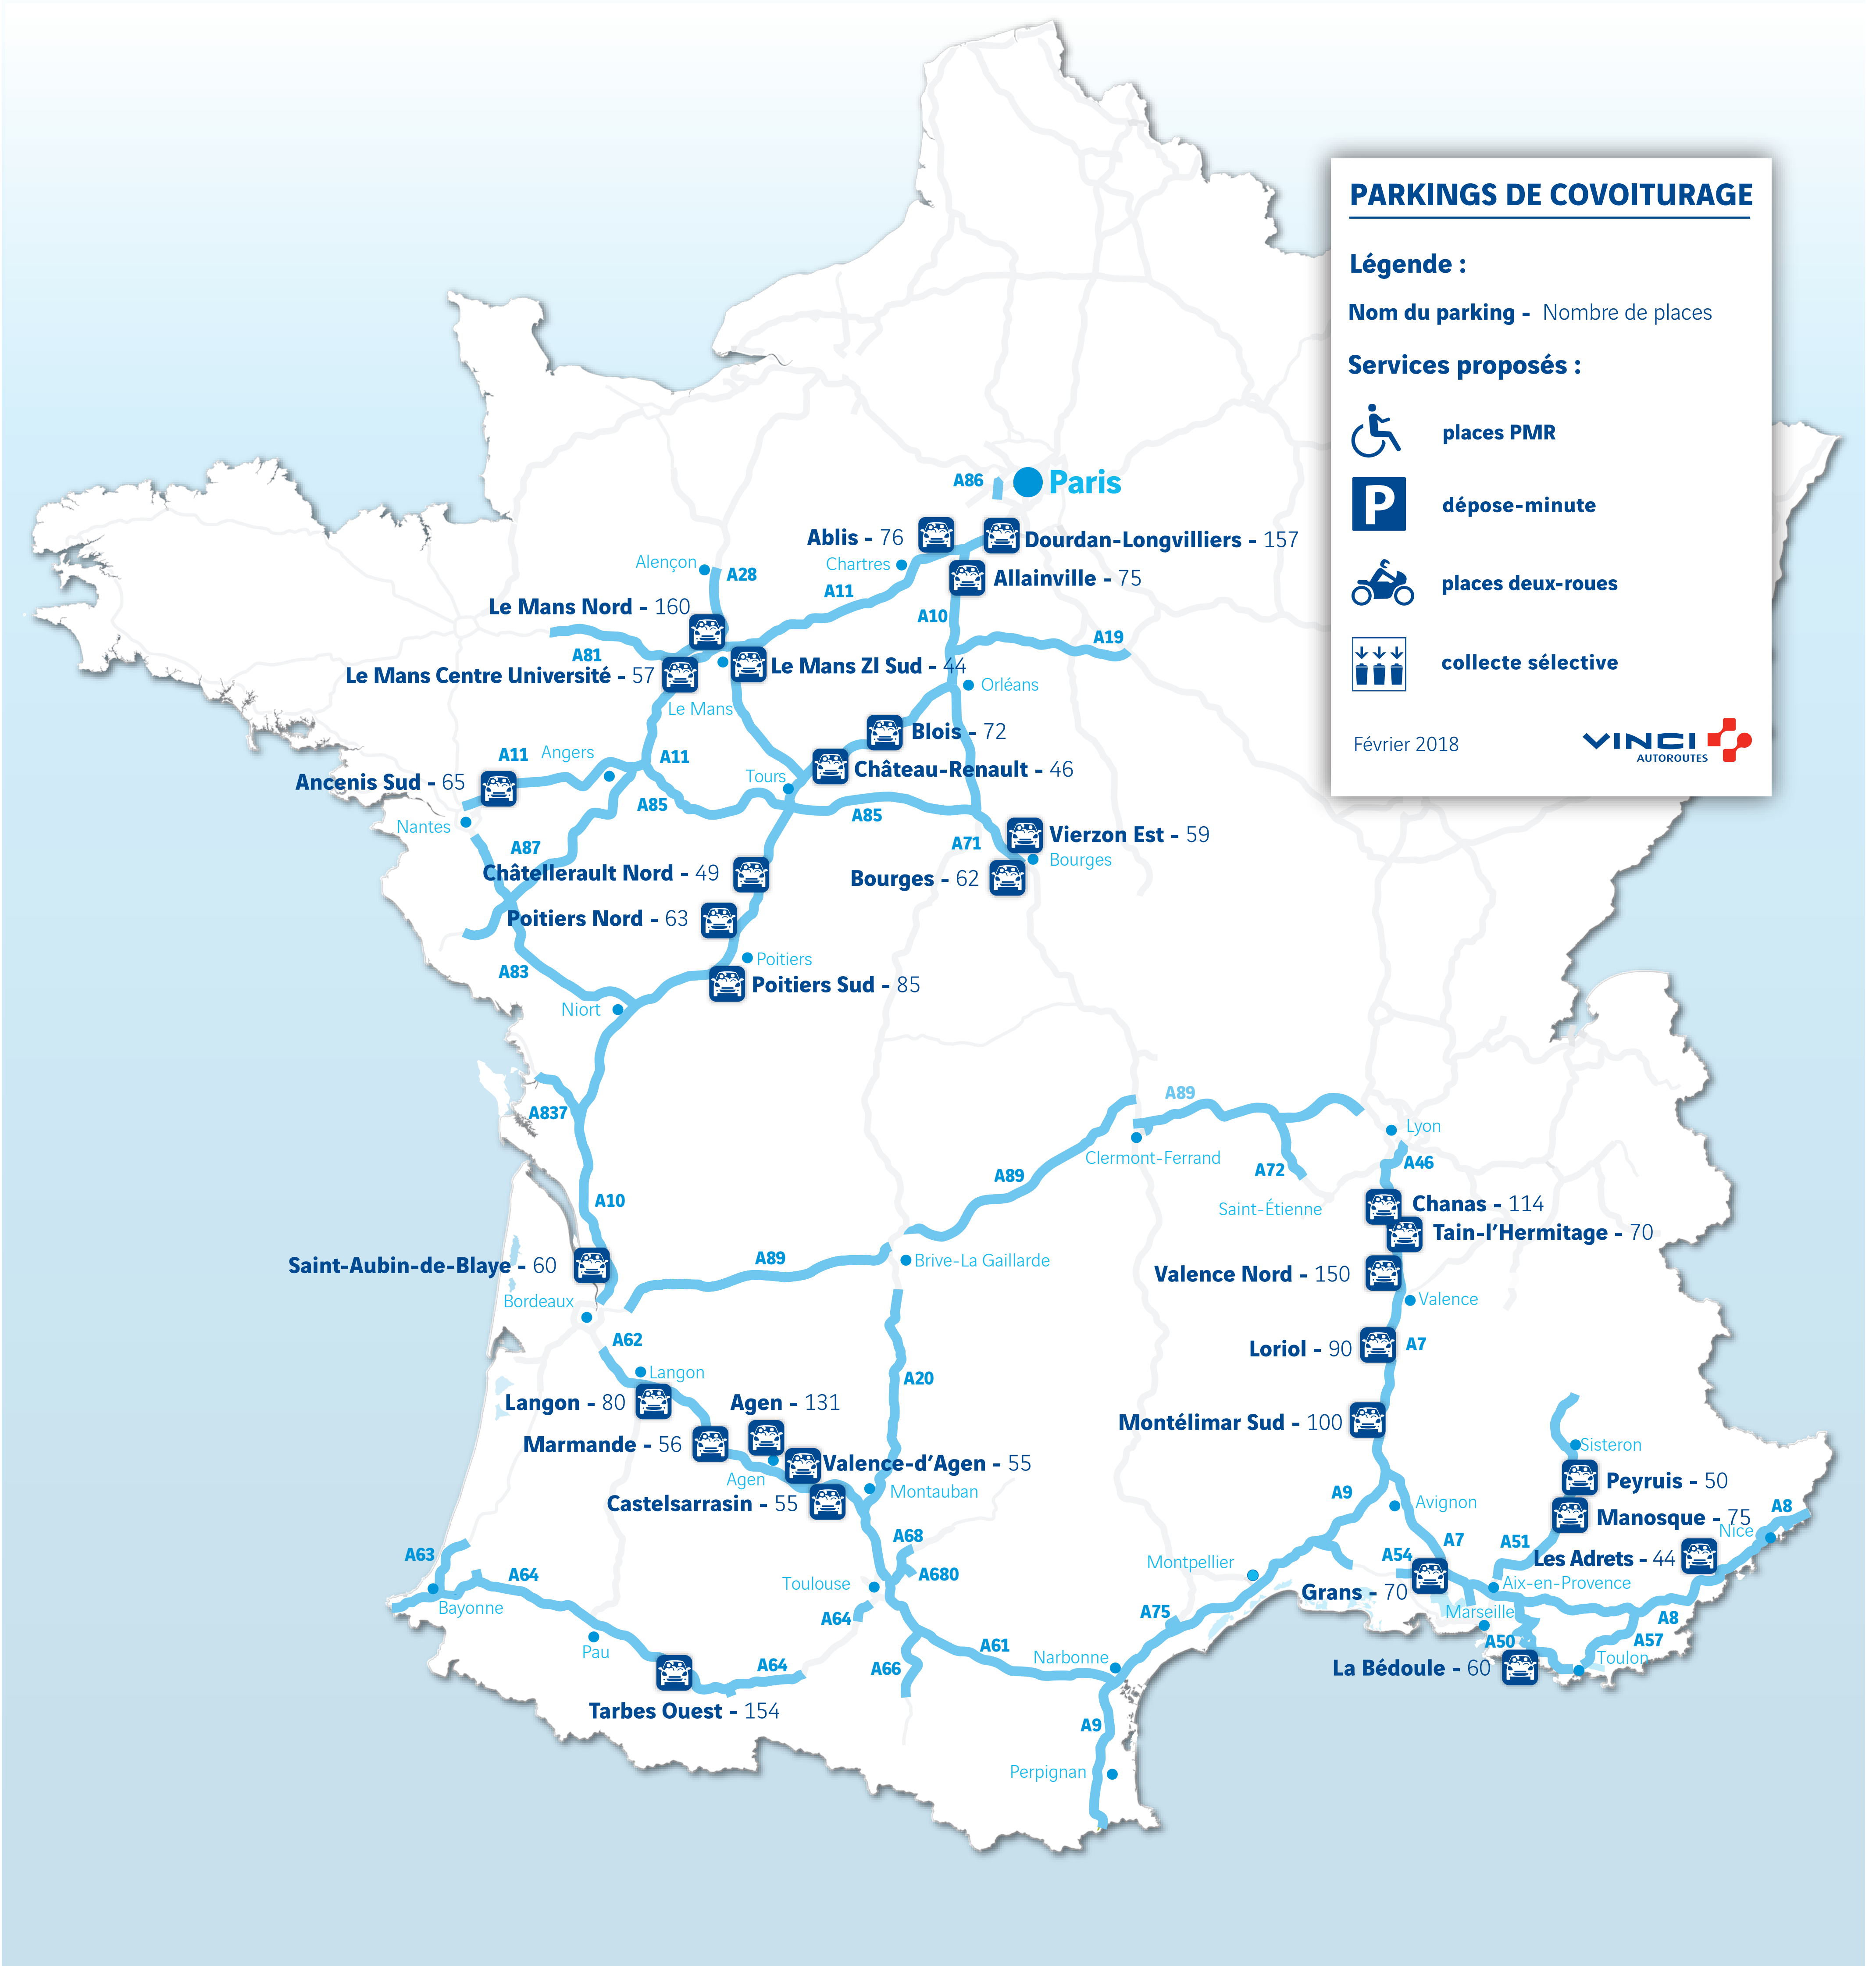 PARKINGS DE COVOITURAGE
Légende :
Nom du parking - Nombre de places
Services proposés :
places PMR
P
dépose-minute
places deux-roues
collecte sélective
Février 2018
VINCI
AUTOROUTES
A86
Paris
Ablis - 76
Dourdan-Longvilliers - 157
Chartres
Allainville - 75
Alençon
A28
A11
Le Mans Nord - 160
A10
A19
A81
Le Mans Centre Université - 57
Le Mans ZI Sud - 44
Orléans
Le Mans
Blois - 72
A11
Angers
A11
Château-Renault - 46
Tours
Ancenis Sud - 65
A85
A85
Nantes
A87
A71
Vierzon Est - 59
Bourges
Châtellerault Nord - 49
Bourges - 62
Poitiers Nord - 63
Poitiers
A83
Poitiers Sud - 85
Niort
A837
A89
Lyon
Clermont-Ferrand
A46
A72
A89
A10
Chanas - 114
Saint-Étienne
Tain-l'Hermitage - 70
Saint-Aubin-de-Blaye - 60
A89
Brive-La Gaillarde
Valence Nord - 150
Bordeaux
Valence
A62
Loriol - 90
A7
Langon
A20
Langon - 80
Agen - 131
Montélimar Sud - 100
Marmande - 56
Sisteron
Valence-d'Agen - 55
Agen
Peyruis - 50
Montauban
A9
Castelsarrasin - 55
Avignon
Manosque - 75
A8
Nice
A68
A7
A51
A63
A54
Les Adrets - 44
Montpellier
A64
A680
Toulouse
Aix-en-Provence
Grans - 70
Bayonne
A64
A75
Marseille
A8
A50
A57
Pau
A61
Narbonne
Toulon
A64
A66
La Bédoule - 60
Tarbes Ouest - 154
A9
Perpignan